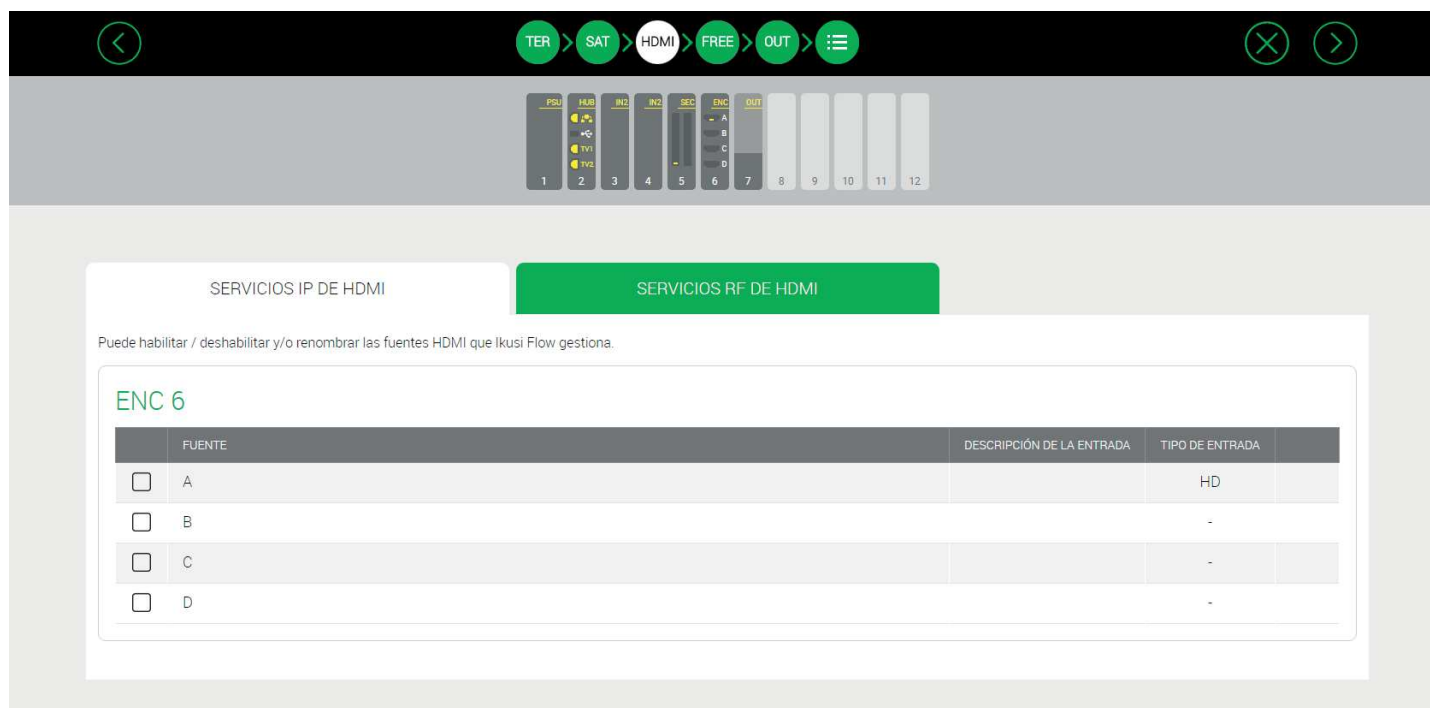 TER > SAT > HDMI > FREE > OUT >
PSU HUB IN2 IN2 SEC ENC OUT
A
B
TV1 C
TV2 D
1 2 3 4 5 6 7 8 9 10 11 12
SERVICIOS IP DE HDMI SERVICIOS RF DE HDMI
Puede habilitar / deshabilitar y/o renombrar las fuentes HDMI que Ikusi Flow gestiona.
ENC 6
FUENTE DESCRIPCIÓN DE LA ENTRADA TIPO DE ENTRADA
A HD
B -
C -
D -